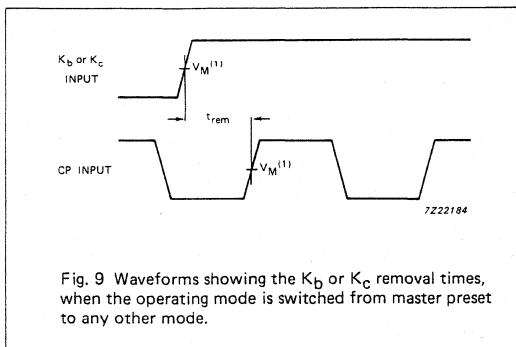 K_b or K_c
INPUT
V_M^(1)
t_rem
CP INPUT
V_M^(1)
7Z22184
Fig. 9 Waveforms showing the K_b or K_c removal times,
when the operating mode is switched from master preset
to any other mode.